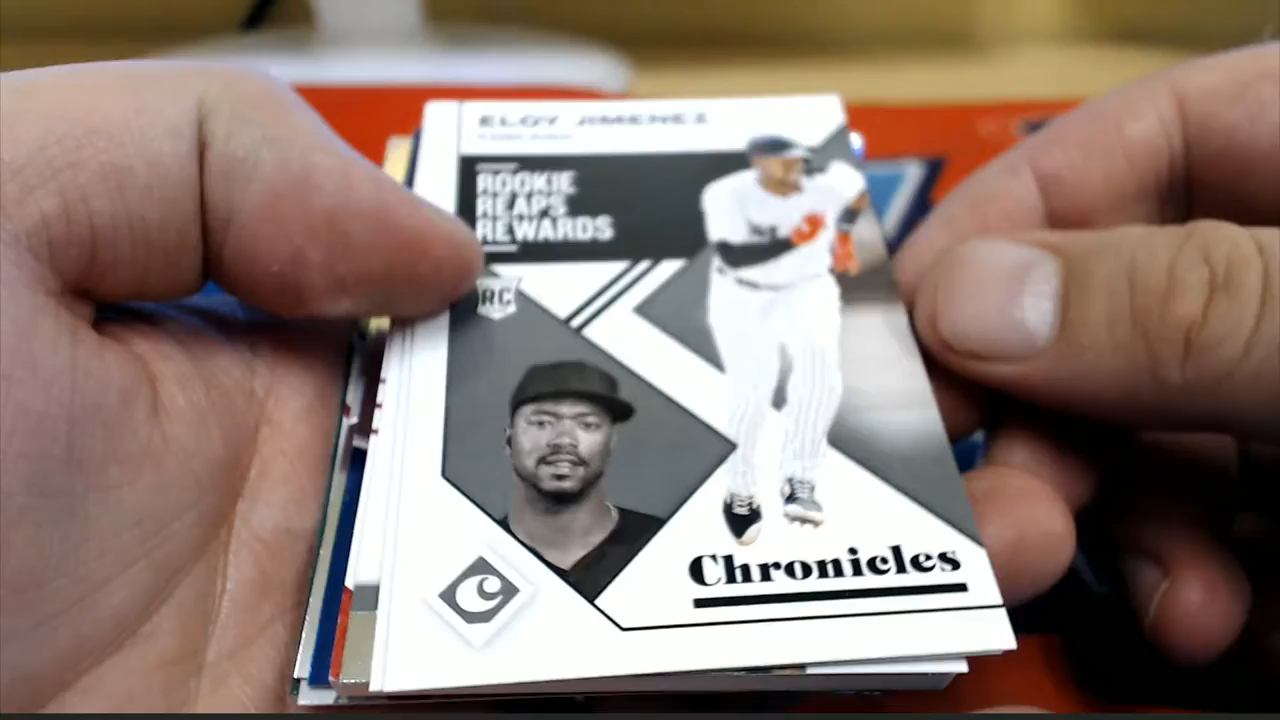 ELOY JIMENEZ
ROOKIE
REAPS
REWARDS
RC
C
Chronicles